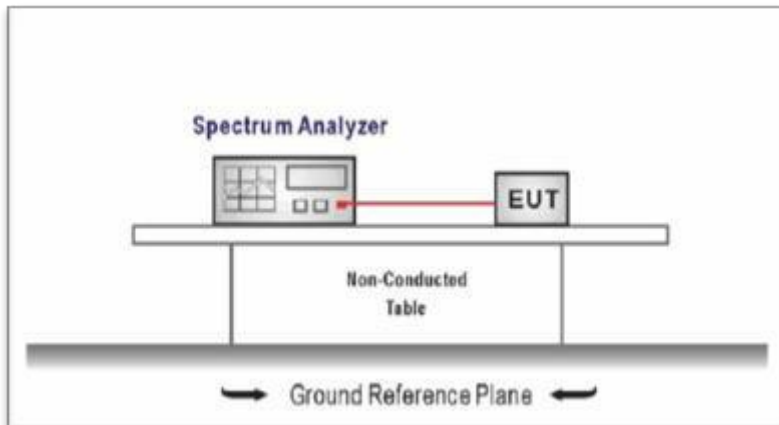 Spectrum Analyzer
EUT
Non-Conducted
Table
Ground Reference Plane